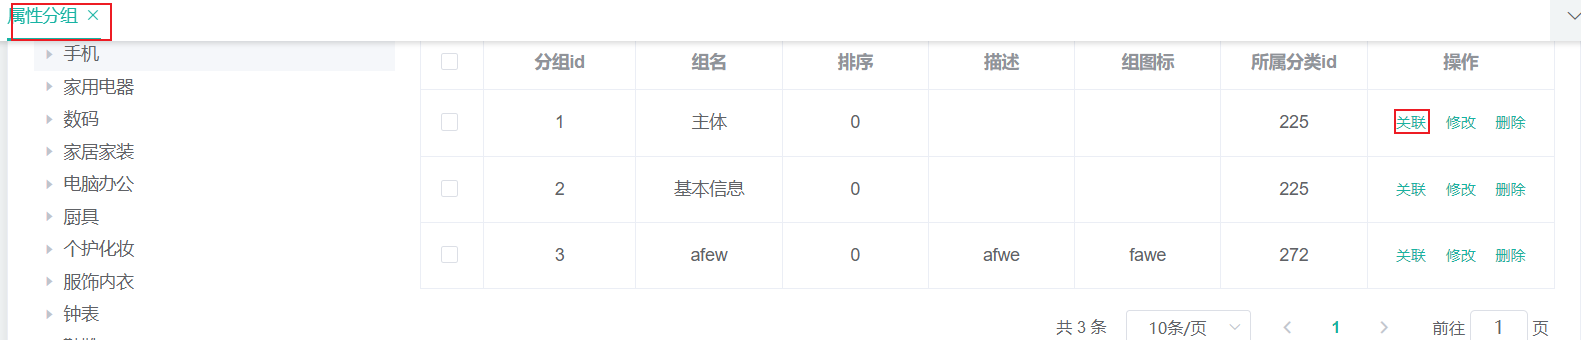 属性分组 ×
手机
家用电器
数码
家居家装
电脑办公
厨具
个护化妆
服饰内衣
钟表
分组id 组名 排序 描述 组图标 所属分类id 操作
1 主体 0 225 关联 修改 删除
2 基本信息 0 225 关联 修改 删除
3 afew 0 afwe fawe 272 关联 修改 删除
共 3 条 10条/页 1 前往 1 页